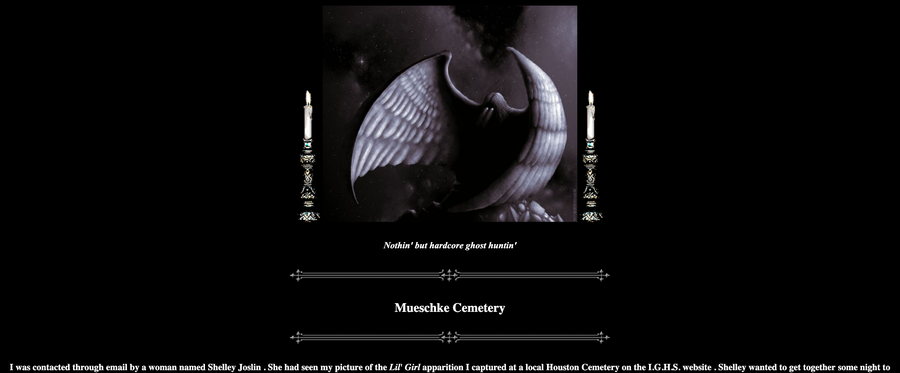 Nothin' but hardcore ghost huntin'
Mueschke Cemetery
I was contacted through email by a woman named Shelley Joslin . She had seen my picture of the Lil' Girl apparition I captured at a local Houston Cemetery on the I.G.H.S. website . Shelley wanted to get together some night to